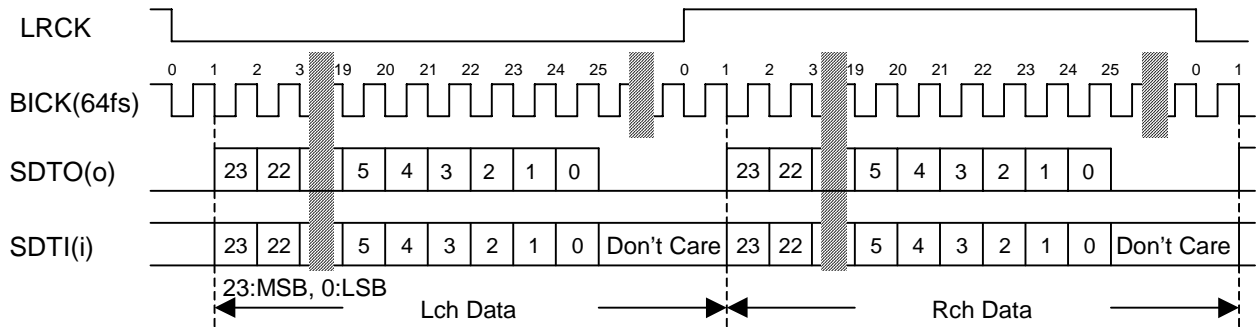 LRCK
0 1 2 3 19 20 21 22 23 24 25 0 1 2 3 19 20 21 22 23 24 25 0 1
BICK(64fs)
SDTO(o) 23 22 5 4 3 2 1 0 23 22 5 4 3 2 1 0
SDTI(i) 23 22 5 4 3 2 1 0 Don't Care 23 22 5 4 3 2 1 0 Don't Care
23:MSB, 0:LSB
Lch Data Rch Data